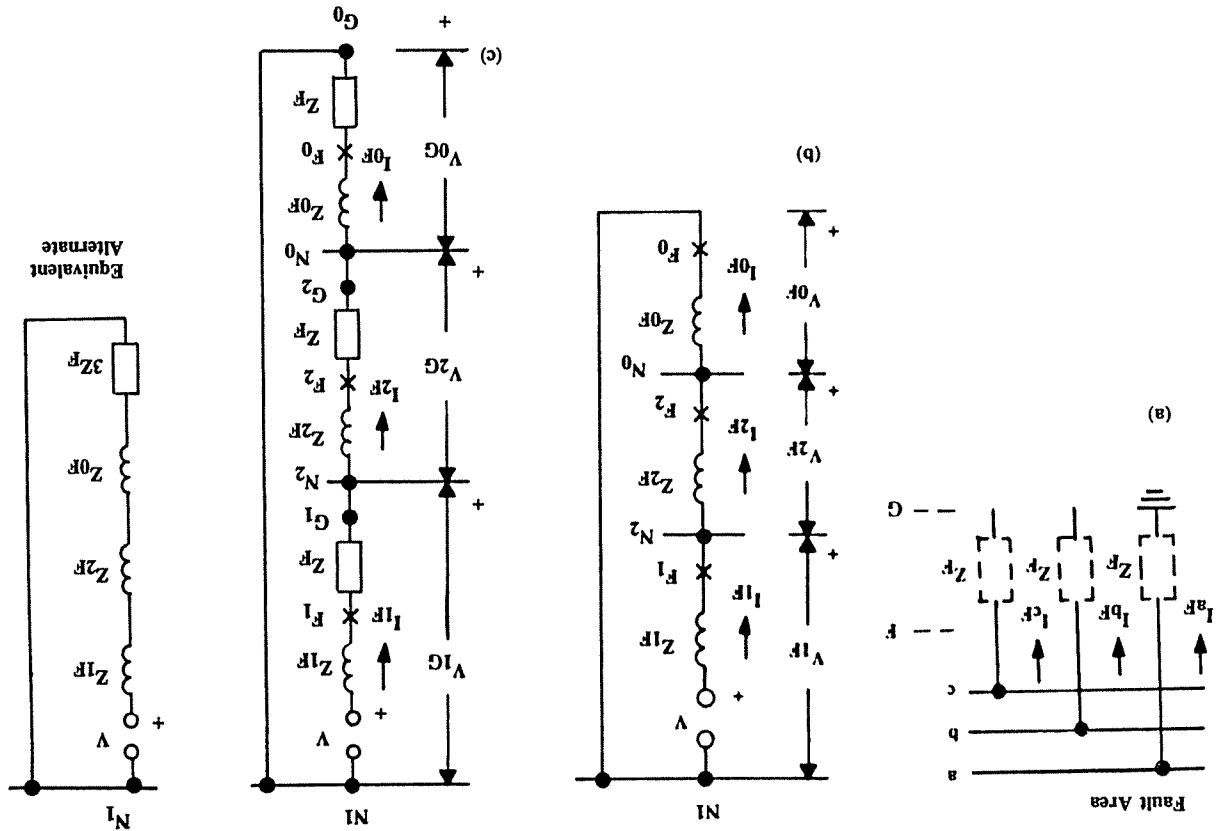 Fault Area
a
b
c
I_aF
I_bF
I_cF
F
Z_F
Z_F
Z_F
G
(a)
N1
V
+
V_1F
I_1F
Z_1F
F_1
+
N_2
V_2F
I_2F
Z_2F
F_2
+
N_0
V_0F
I_0F
Z_0F
F_0
+
(b)
N1
V
+
V_1G
I_1F
Z_1F
F_1
Z_F
G_1
+
N_2
V_2G
I_2F
Z_2F
F_2
Z_F
G_2
+
N_0
V_0G
I_0F
Z_0F
F_0
Z_F
+
G_0
(c)
N_1
V
+
Z_1F
Z_2F
Z_0F
3Z_F
Alternate
Equivalent